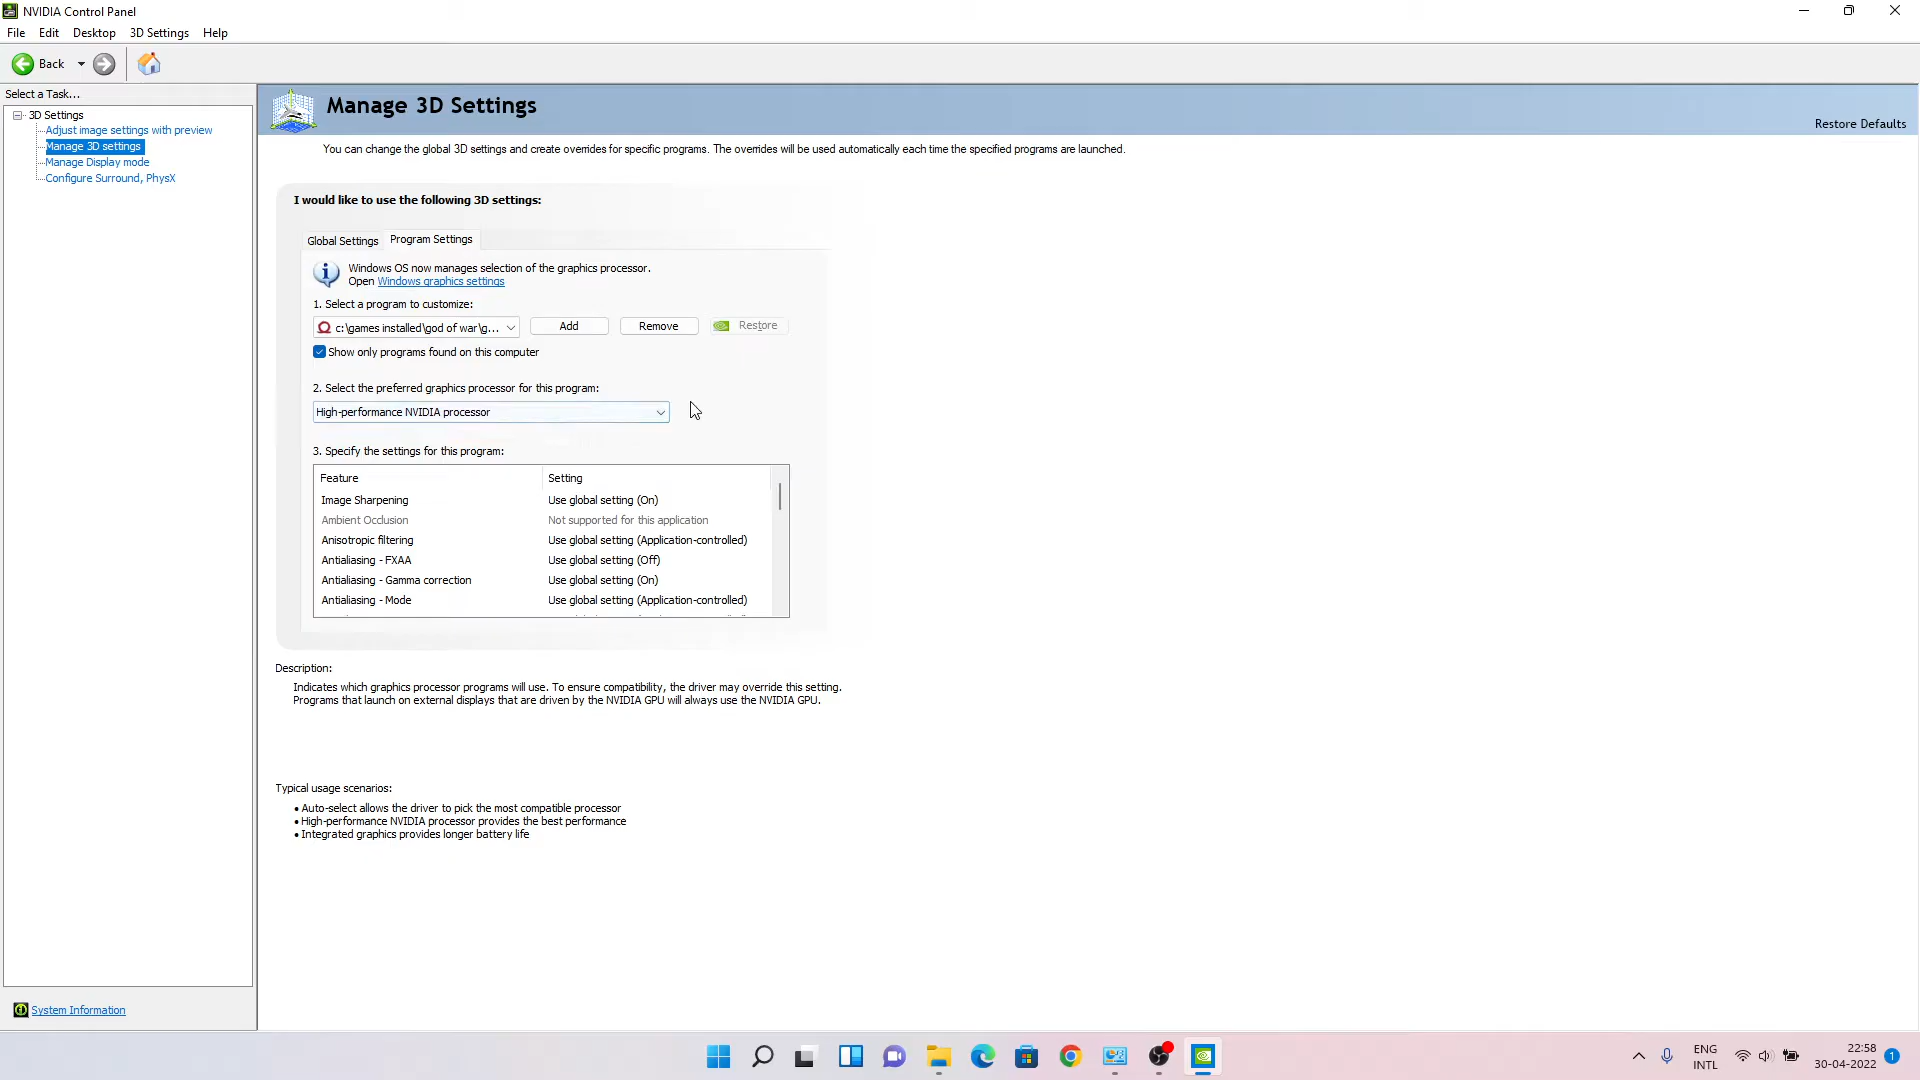 NVIDIA Control Panel
File Edit Desktop 3D Settings Help
Back
Select a Task...
3D Settings
Adjust image settings with preview
Manage 3D settings
Manage Display mode
Configure Surround, PhysX
System Information
Manage 3D Settings
Restore Defaults
You can change the global 3D settings and create overrides for specific programs. The overrides will be used automatically each time the specified programs are launched.
I would like to use the following 3D settings:
Global Settings Program Settings
Windows OS now manages selection of the graphics processor.
Open Windows graphics settings
1. Select a program to customize:
c:\games installed\god of war\g... Add Remove Restore
Show only programs found on this computer
2. Select the preferred graphics processor for this program:
High-performance NVIDIA processor
3. Specify the settings for this program:
Feature Setting
Image Sharpening Use global setting (On)
Ambient Occlusion Not supported for this application
Anisotropic filtering Use global setting (Application-controlled)
Antialiasing - FXAA Use global setting (Off)
Antialiasing - Gamma correction Use global setting (On)
Antialiasing - Mode Use global setting (Application-controlled)
Description:
Indicates which graphics processor programs will use. To ensure compatibility, the driver may override this setting.
Programs that launch on external displays that are driven by the NVIDIA GPU will always use the NVIDIA GPU.
Typical usage scenarios:
• Auto-select allows the driver to pick the most compatible processor
• High-performance NVIDIA processor provides the best performance
• Integrated graphics provides longer battery life
ENG
INTL
22:58
30-04-2022
1